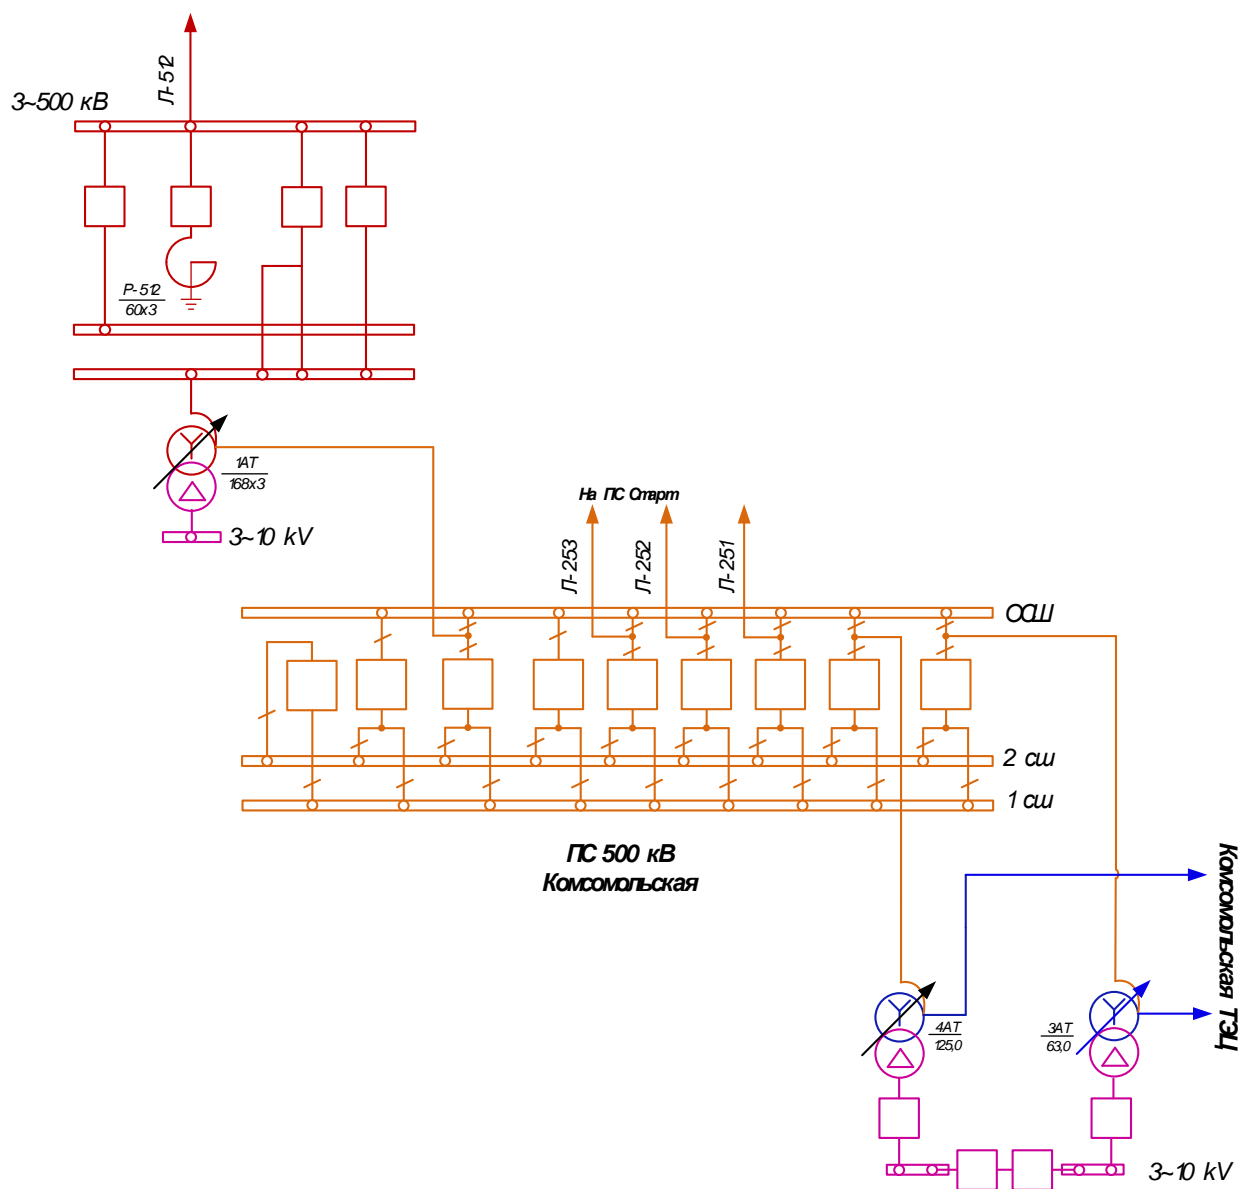 Л-512
3~500 кВ
Р-512
60х3
1АТ
168х3
3~10 kV
На ПС Старт
Л-253
Л-252
Л-251
ОСШ
2 сш
1 сш
ПС 500 кВ
Комсомольская
Комсомольская ТЭЦ
4АТ
125,0
3АТ
63,0
3~10 kV